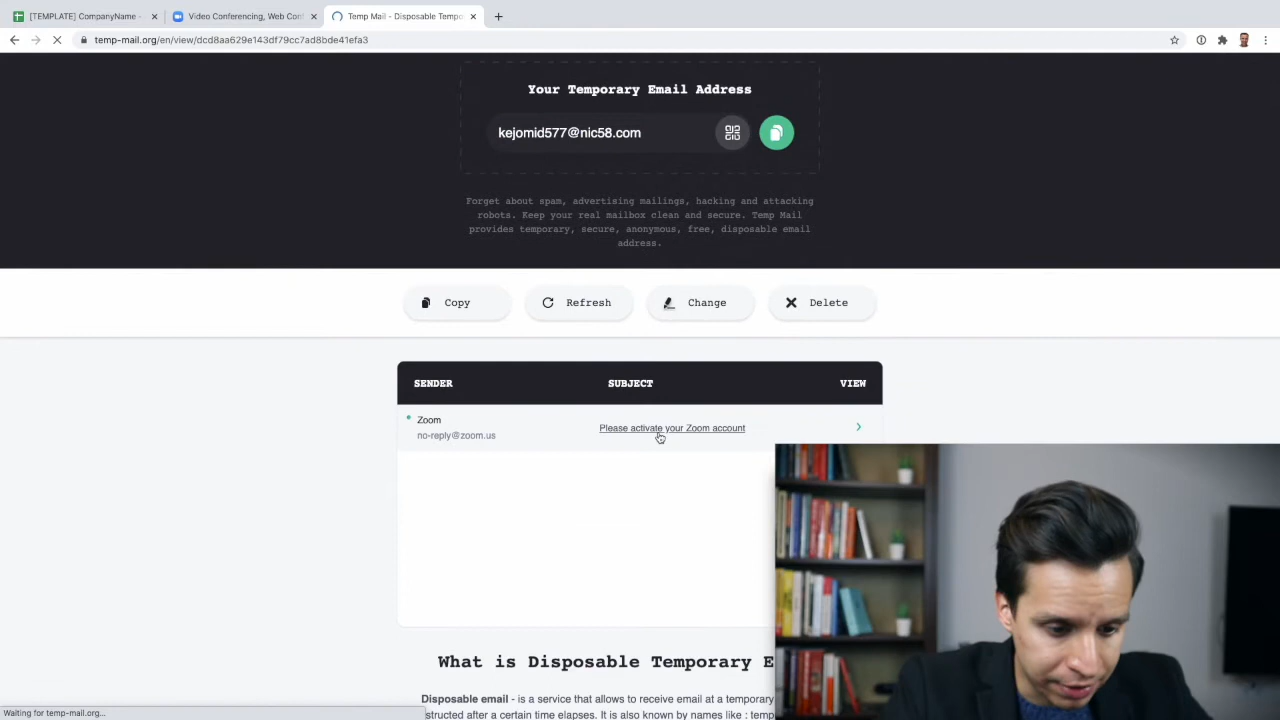 [TEMPLATE] CompanyName -
Video Conferencing, Web Con
Temp Mail - Disposable Tempo
temp-mail.org/en/view/dcd8aa629e143df79cc7ad8bde41efa3
Your Temporary Email Address
kejomid577@nic58.com
Forget about spam, advertising mailings, hacking and attacking
robots. Keep your real mailbox clean and secure. Temp Mail
provides temporary, secure, anonymous, free, disposable email
address.
Copy
Refresh
Change
Delete
SENDER
SUBJECT
VIEW
Zoom
no-reply@zoom.us
Please activate your Zoom account
What is Disposable Temporary E
Disposable email - is a service that allows to receive email at a temporary
structed after a certain time elapses. It is also known by names like : temp
Waiting for temp-mail.org...